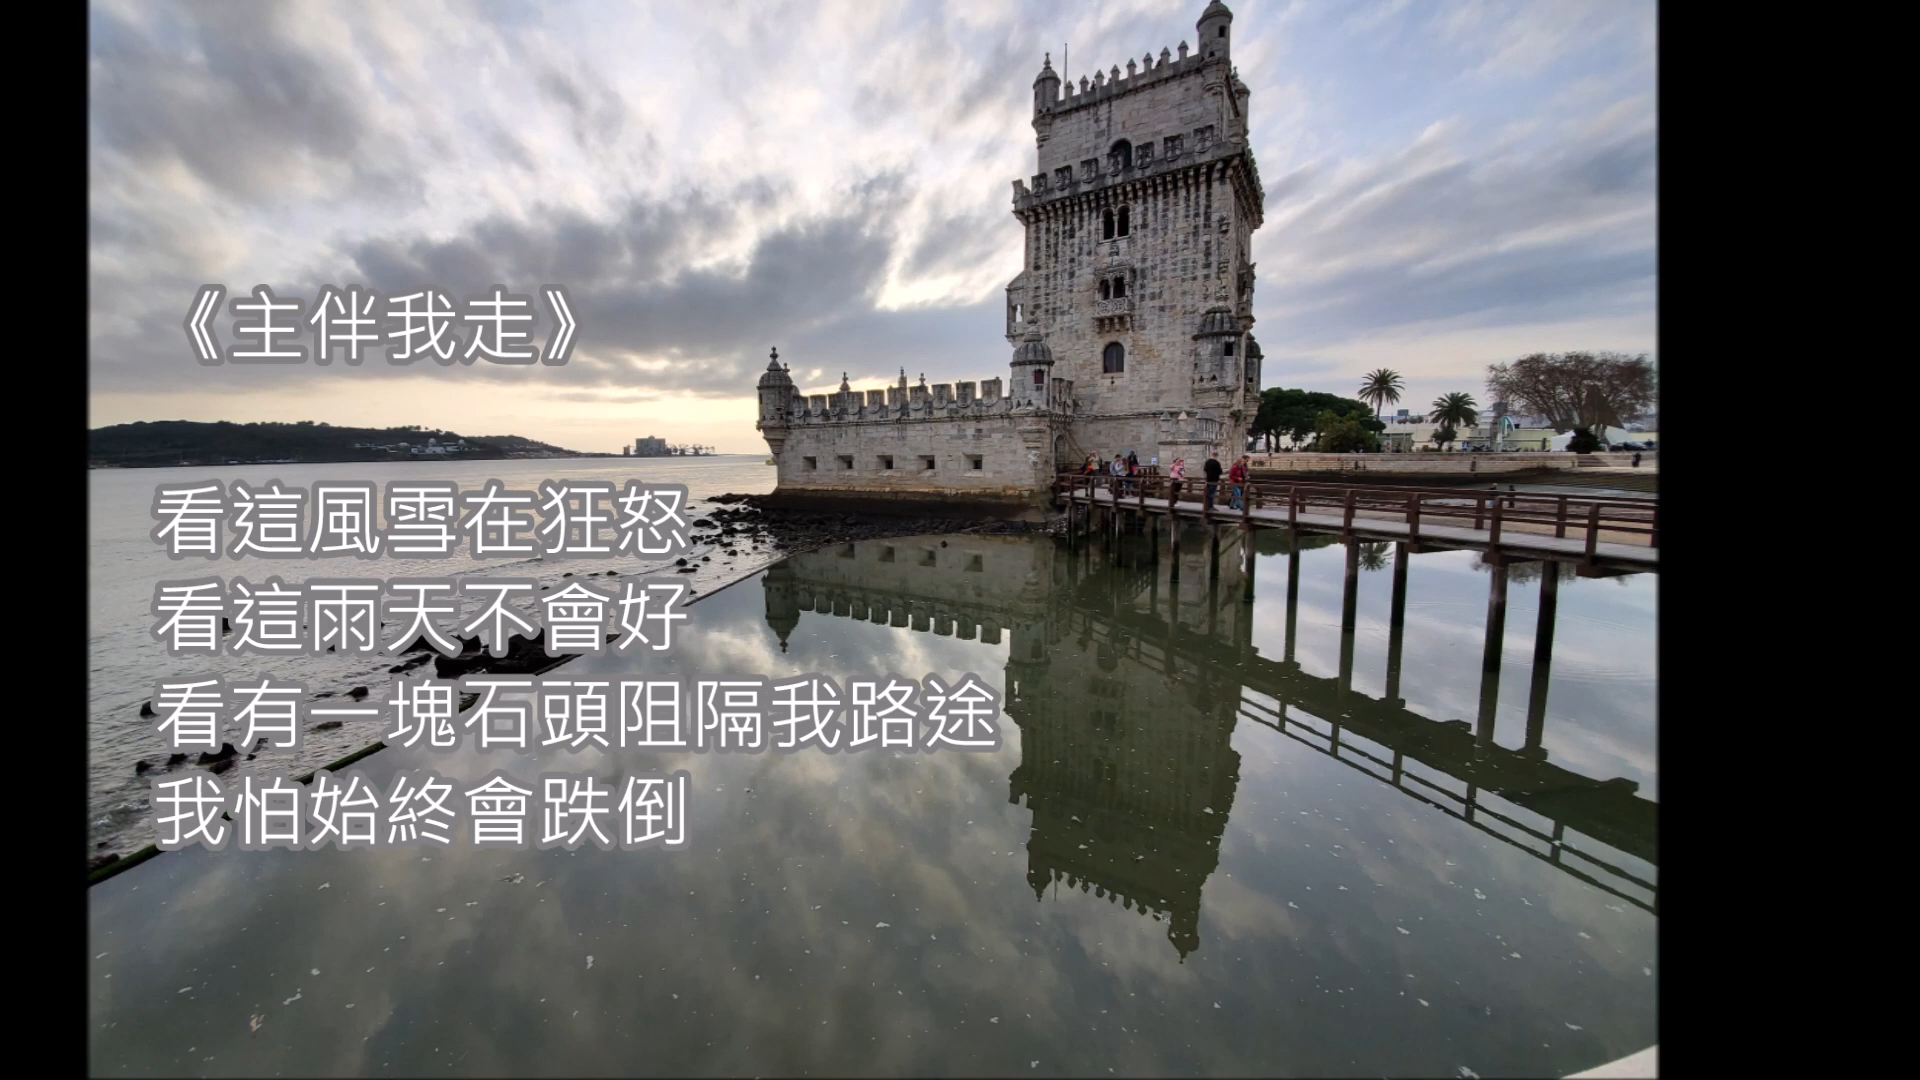 《主伴我走》
看這風雪在狂怒
看這雨天不會好
看有一塊石頭阻隔我路途
我怕始終會跌倒